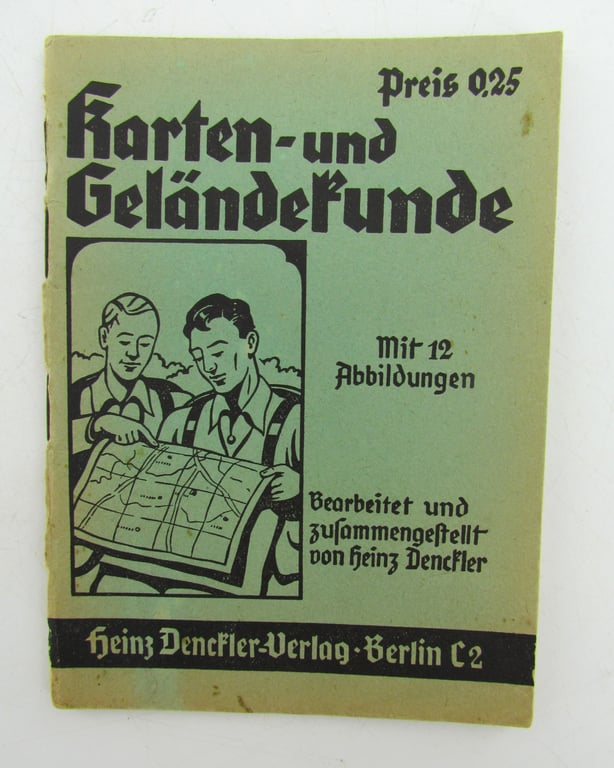 Preis 0,25
Karten- und
Geländekunde
Mit 12
Abbildungen
Bearbeitet und
zusammengestellt
von Heinz Denckler
Heinz Denckler-Verlag · Berlin C2